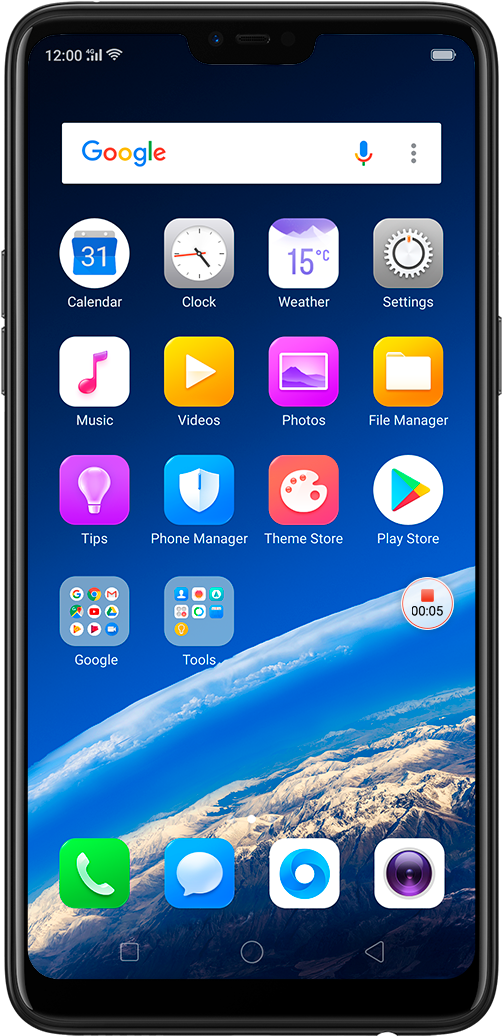 12:00 4G
Google
31 15°C
Calendar Clock Weather Settings
Music Videos Photos File Manager
Tips Phone Manager Theme Store Play Store
00:05
Google Tools